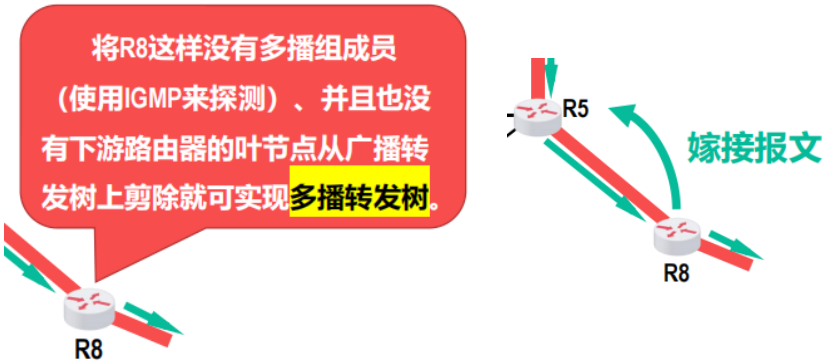 将R8这样没有多播组成员
（使用IGMP来探测）、并且也没
有下游路由器的叶节点从广播转
发树上剪除就可实现多播转发树。
R8
R5
嫁接报文
R8